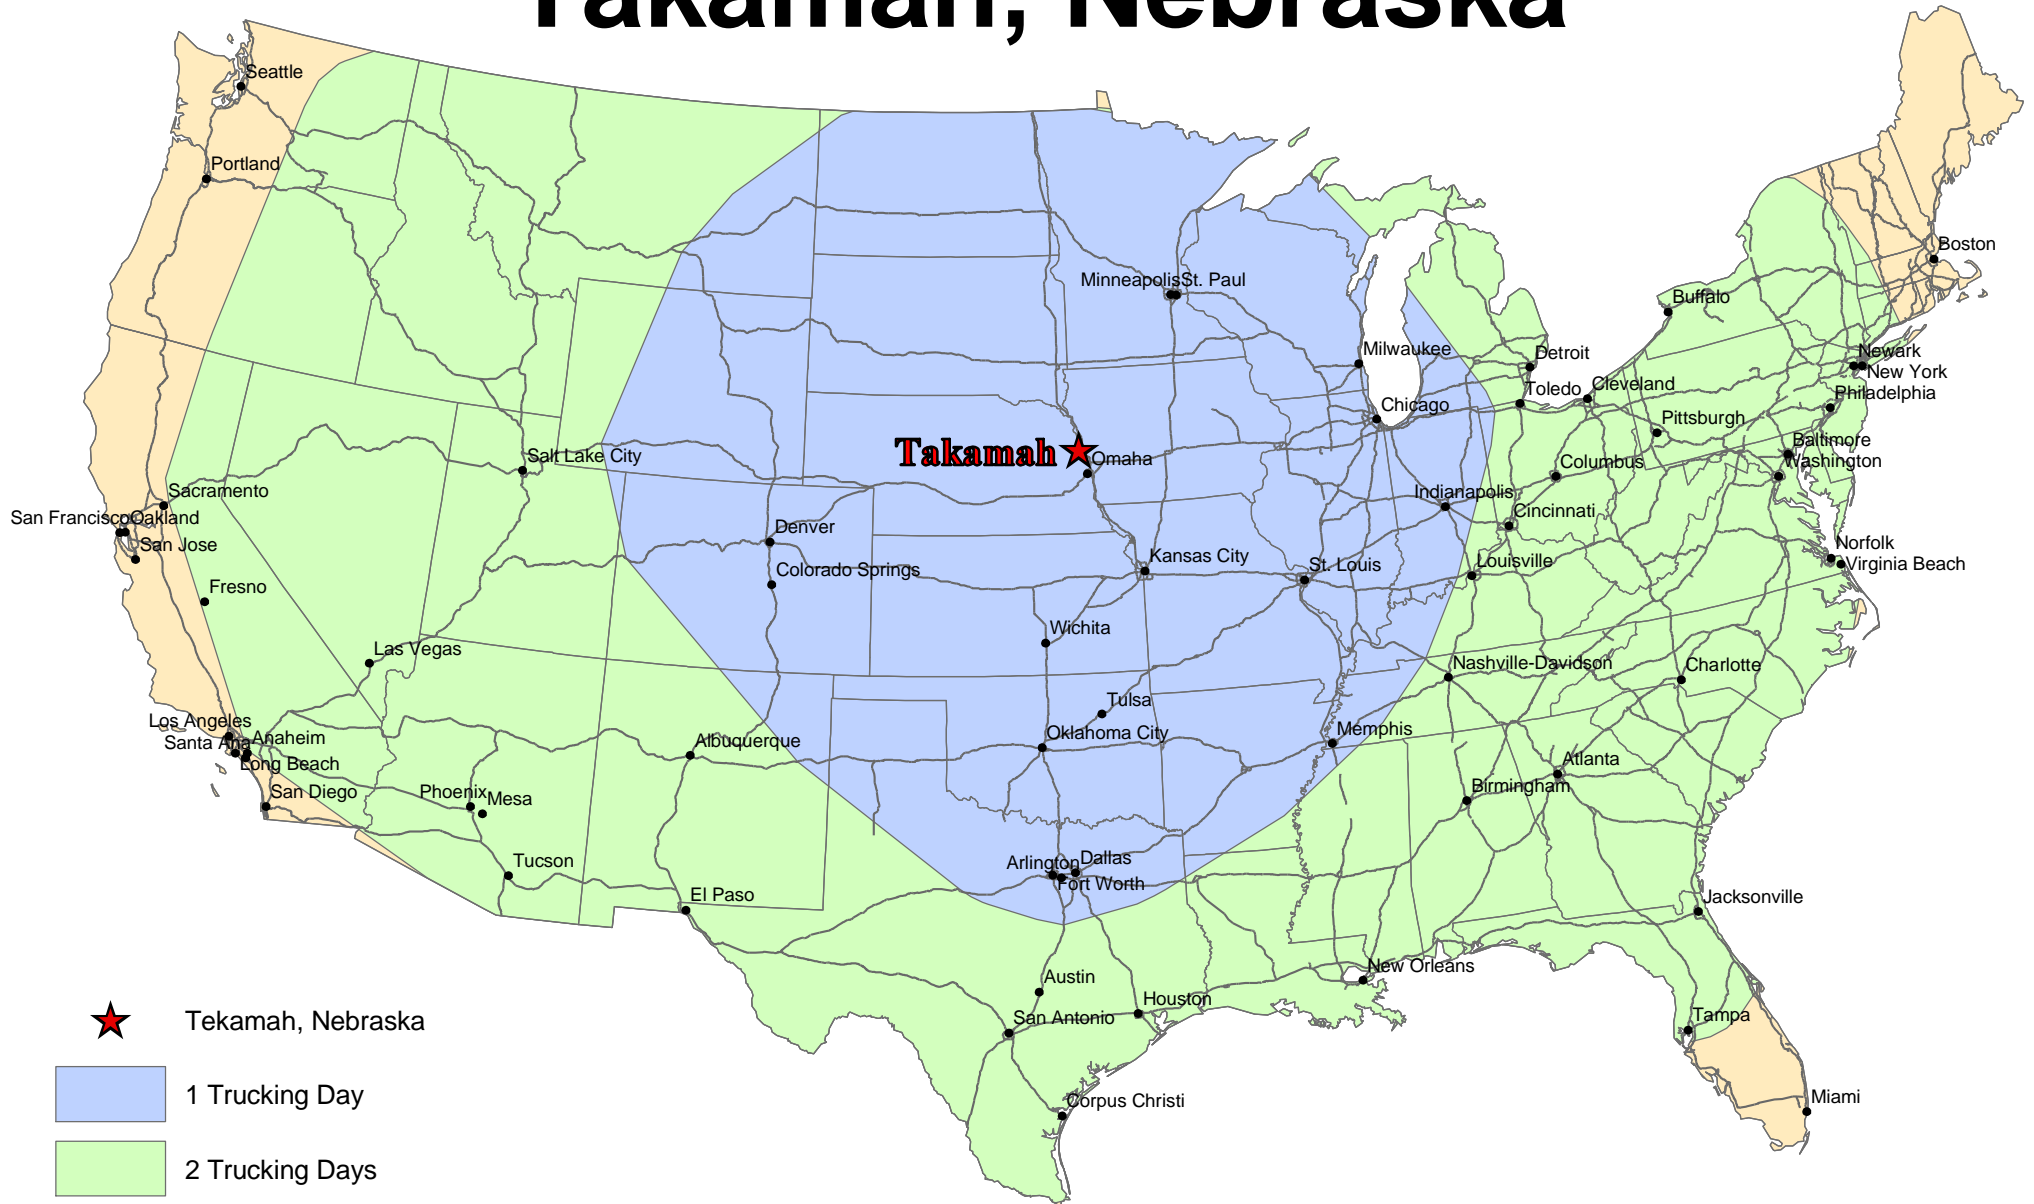 Takamah, Nebraska
Seattle
Portland
Boston
MinneapolisSt. Paul
Buffalo
Milwaukee
Detroit
Newark
New York
Toledo
Cleveland
Philadelphia
Chicago
Pittsburgh
Takamah
Omaha
Baltimore
Washington
Salt Lake City
Columbus
Sacramento
Indianapolis
San Francisco
Oakland
Cincinnati
Denver
San Jose
Norfolk
Kansas City
St. Louis
Louisville
Virginia Beach
Colorado Springs
Fresno
Wichita
Las Vegas
Nashville-Davidson
Charlotte
Tulsa
Los Angeles
Memphis
Oklahoma City
Santa Ana
Anaheim
Albuquerque
Long Beach
Atlanta
San Diego
Phoenix
Mesa
Birmingham
Tucson
Arlington
Dallas
Fort Worth
El Paso
Jacksonville
New Orleans
Austin
Houston
San Antonio
Tampa
Tekamah, Nebraska
1 Trucking Day
Corpus Christi
Miami
2 Trucking Days